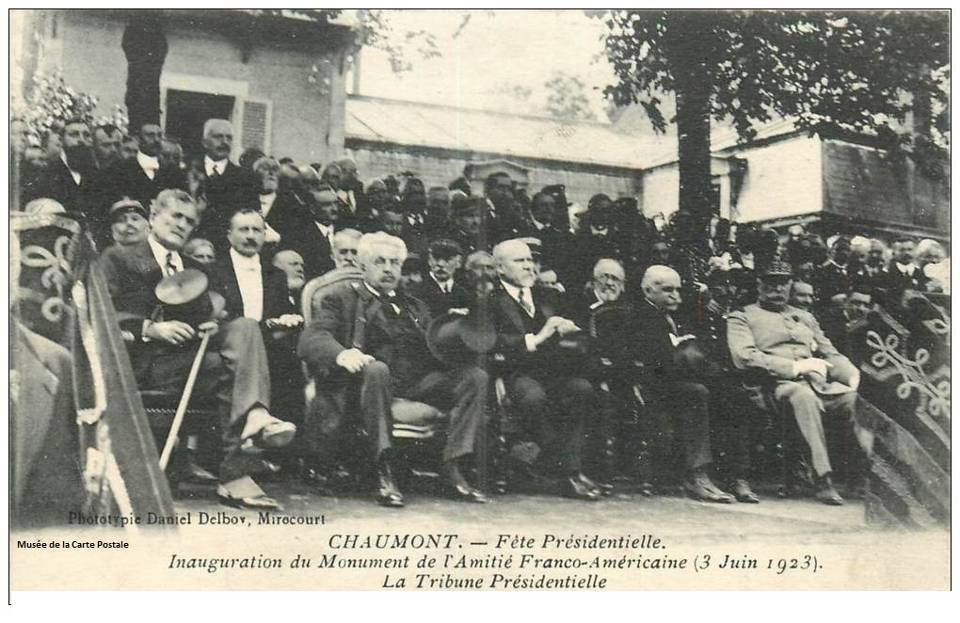 Phototypie Daniel Delboy, Mirecourt
Musée de la Carte Postale
CHAUMONT. — Fête Présidentielle.
Inauguration du Monument de l'Amitié Franco-Américaine (3 Juin 1923).
La Tribune Présidentielle